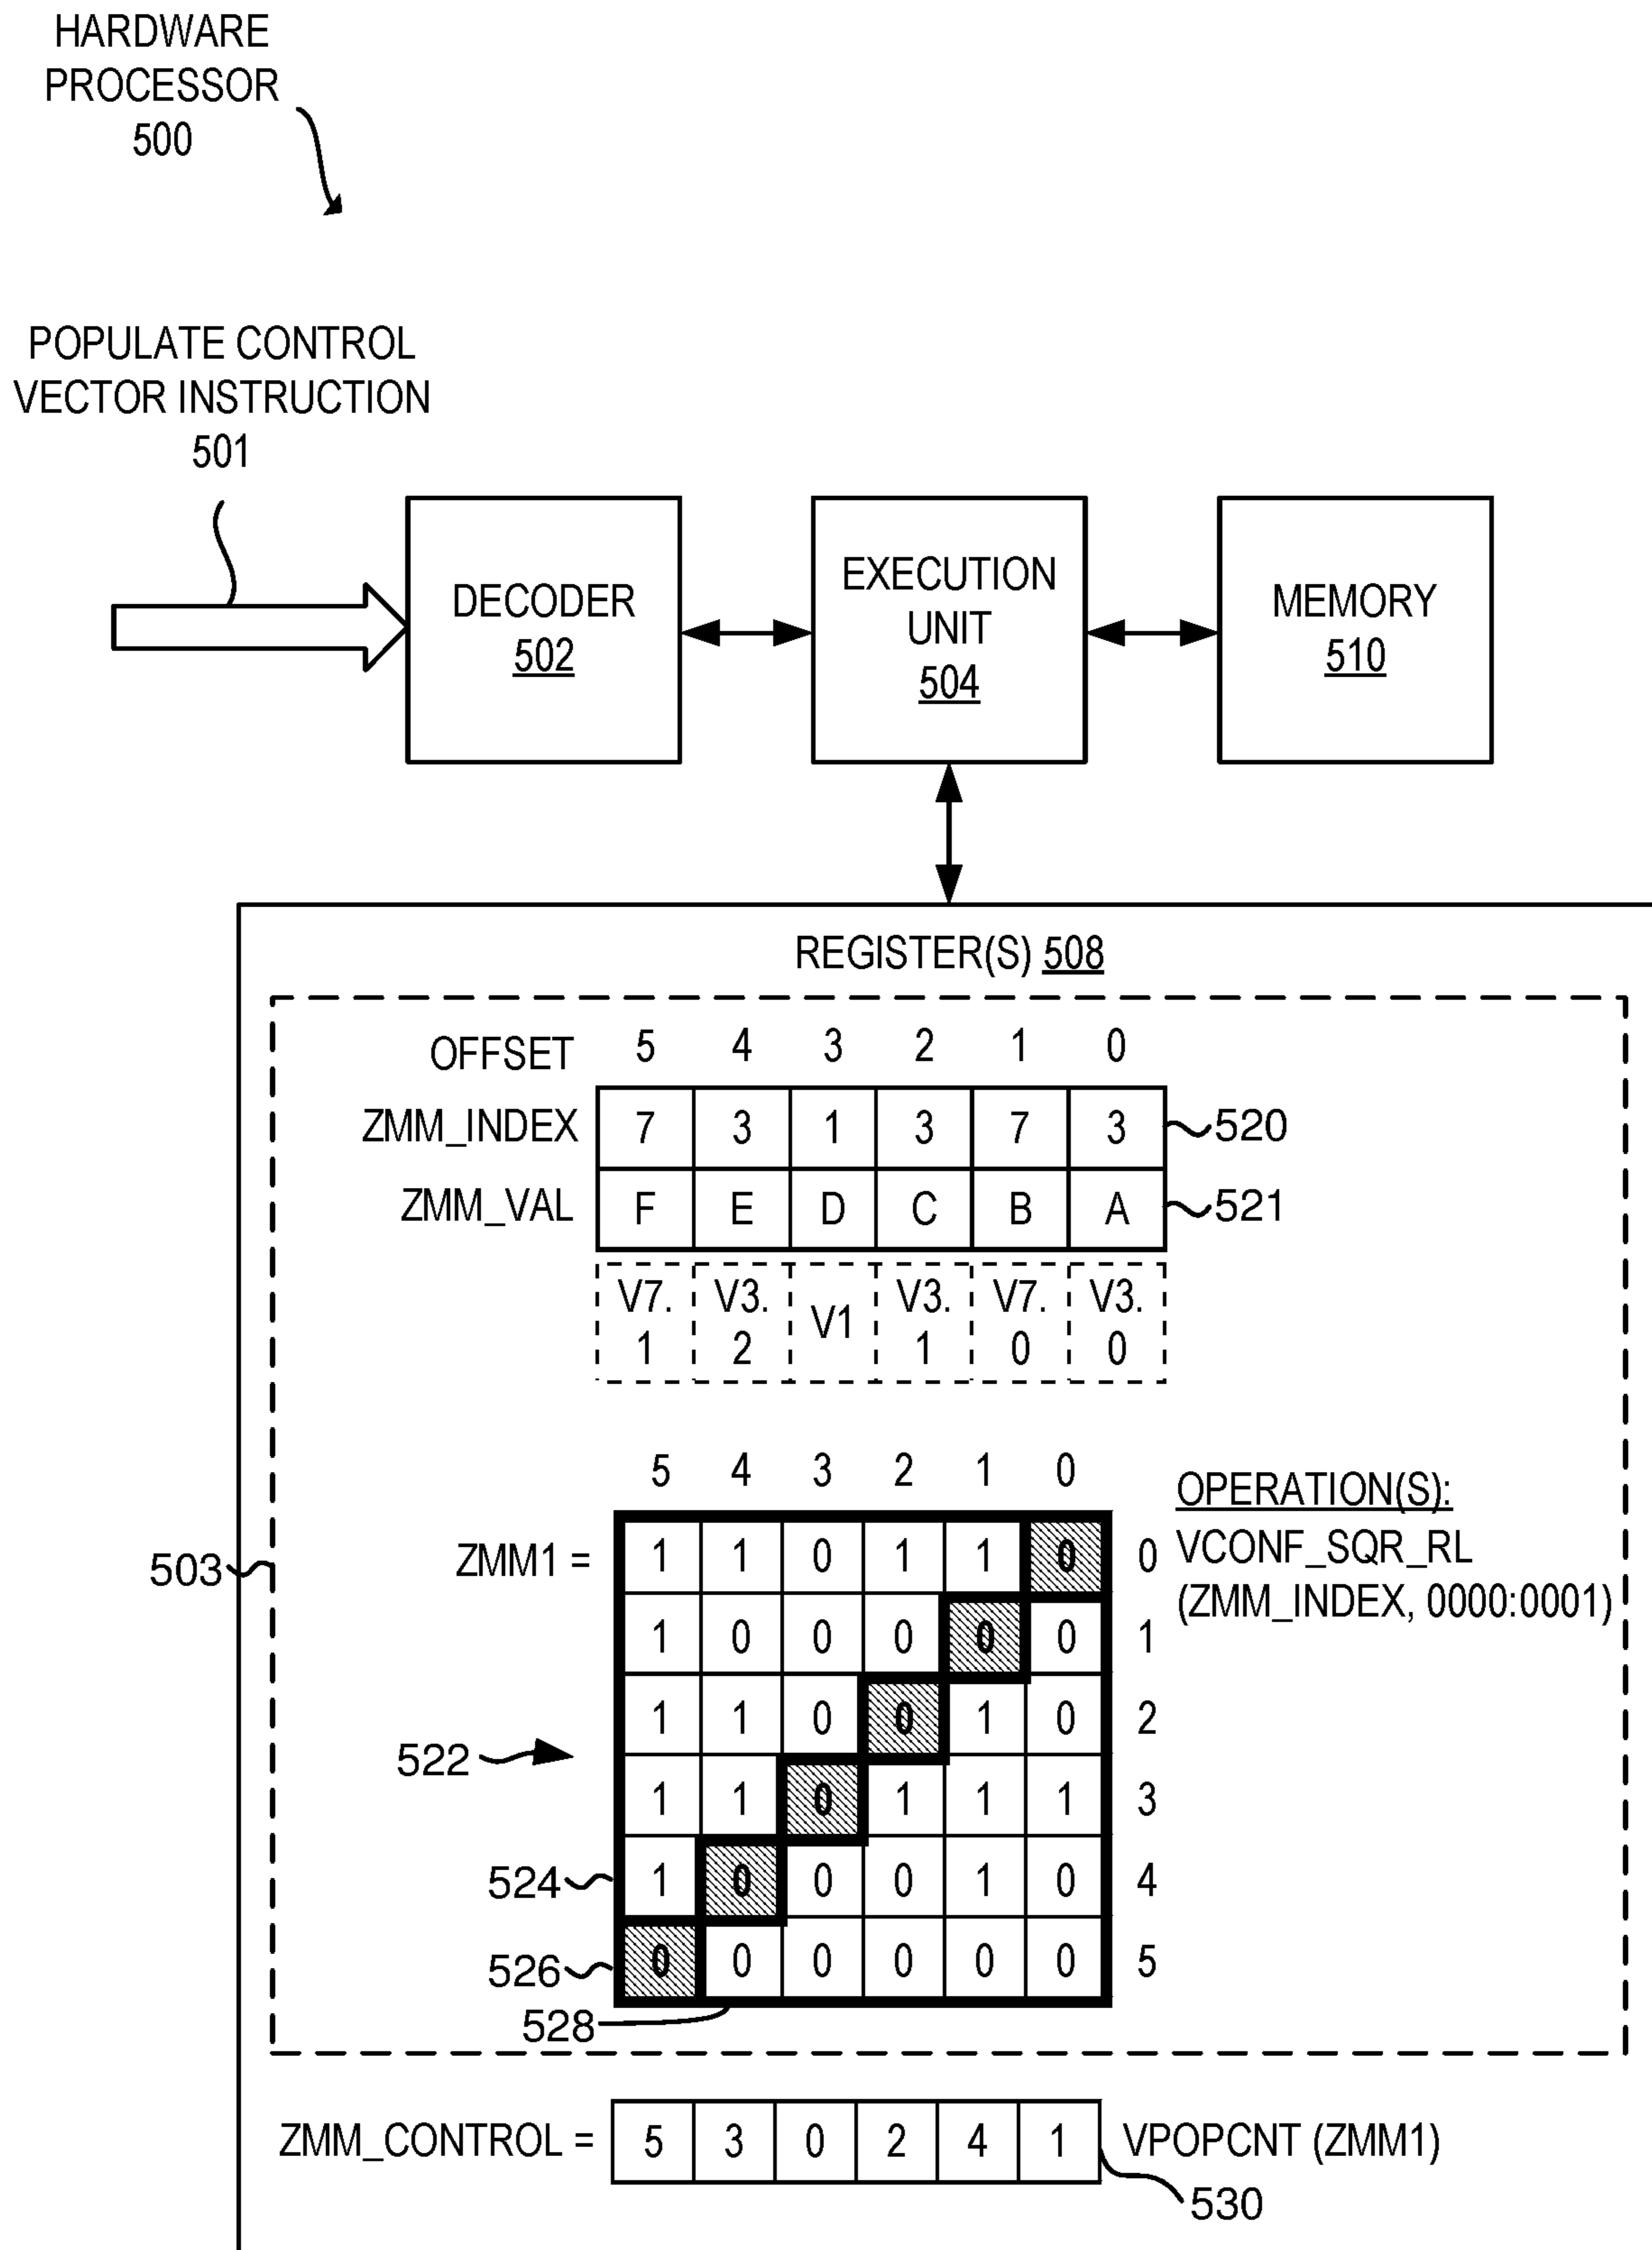 HARDWARE
PROCESSOR
500
POPULATE CONTROL
VECTOR INSTRUCTION
501
DECODER
502
EXECUTION
UNIT
504
MEMORY
510
REGISTER(S) 508
OFFSET 5 4 3 2 1 0
ZMM_INDEX 7 3 1 3 7 3 520
ZMM_VAL F E D C B A 521
V7. V3. V1 V3. V7. V3.
1 2 1 0 0
5 4 3 2 1 0
OPERATION(S):
503
ZMM1 = 1 1 0 1 1 0 0 VCONF_SQR_RL
(ZMM_INDEX, 0000:0001)
1 0 0 0 0 0 1
1 1 0 0 1 0 2
522
1 1 0 1 1 1 3
524 1 0 0 0 1 0 4
526 0 0 0 0 0 0 5
528
ZMM_CONTROL = 5 3 0 2 4 1 VPOPCNT (ZMM1)
530